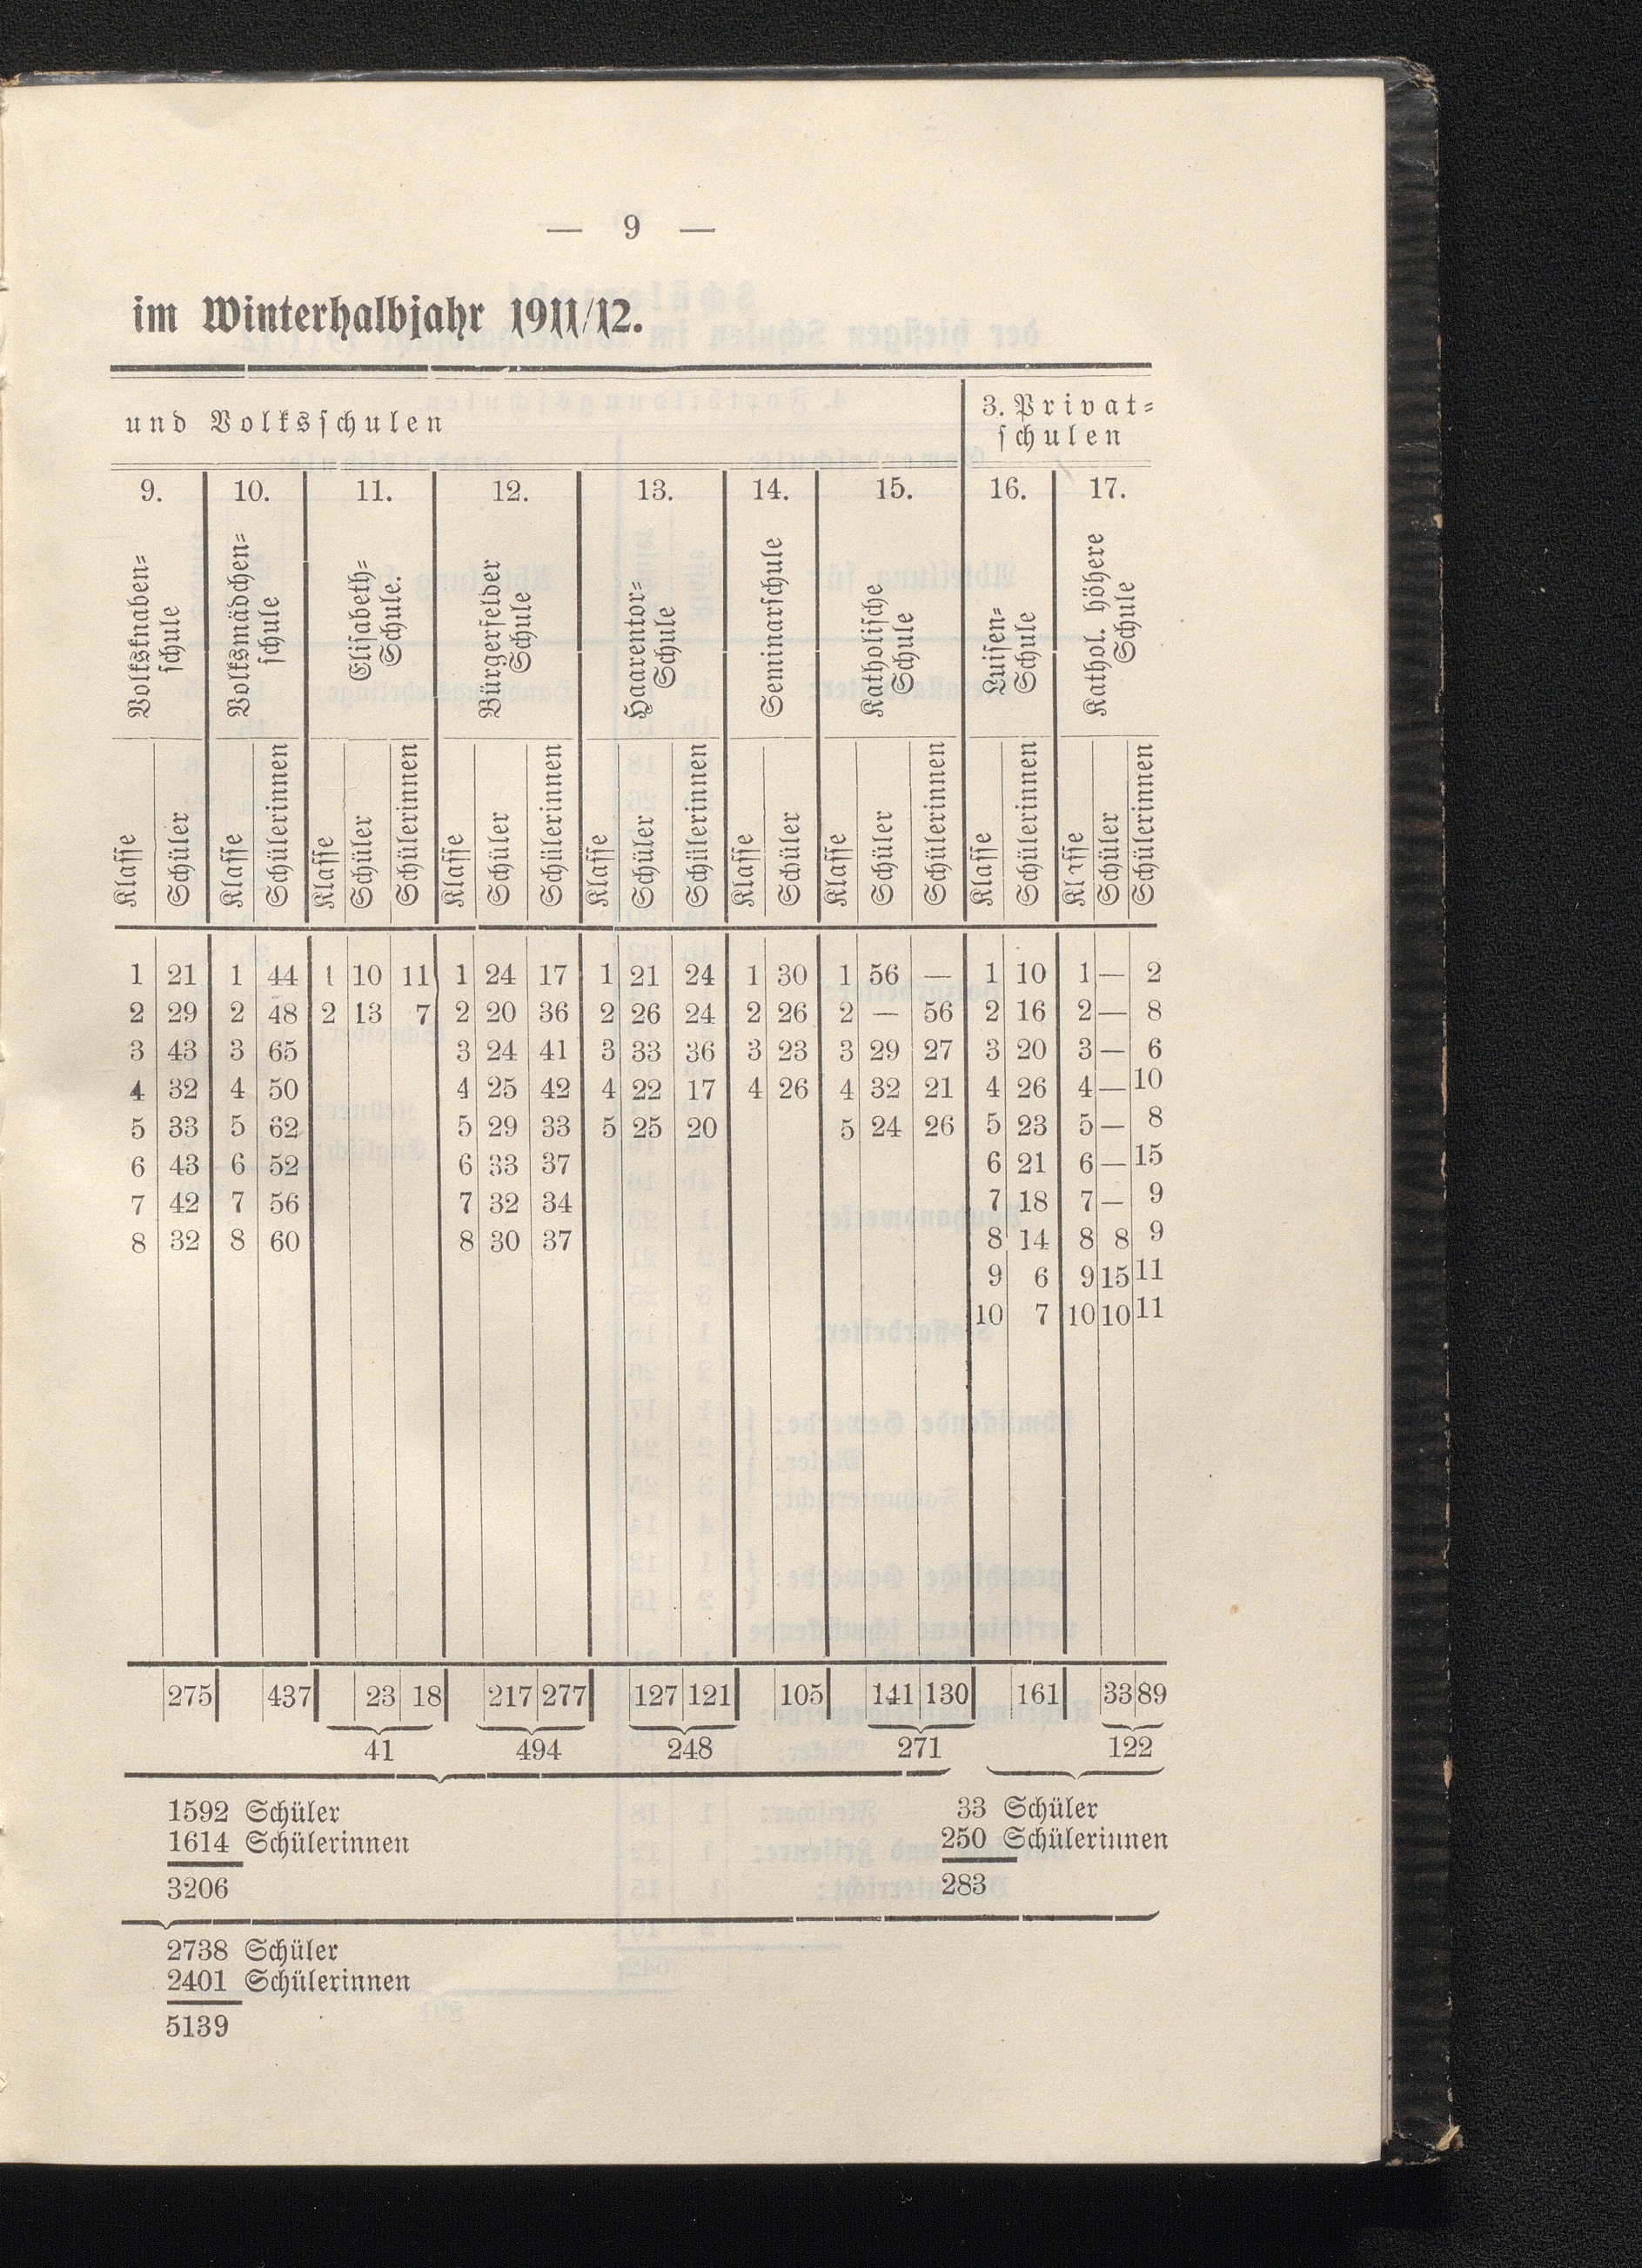 — 9 —
im Winterhalbjahr 1911/12.
und Volksschulen
3. Privat-
schulen
9. 10. 11. 12. 13. 14. 15. 16. 17.
Volksknaben-
schule
Volksmädchen-
schule
Elisabeth-
Schule.
Bürgerfelder
Schule
Haarentor-
Schule
Seminarschule
Katholische
Schule
Luisen-
Schule
Kathol. höhere
Schule
Klasse Schüler Klasse Schülerinnen Klasse Schüler Schülerinnen Klasse Schüler Schülerinnen Klasse Schüler Schülerinnen Klasse Schüler Klasse Schüler Schülerinnen Klasse Schülerinnen Klasse Schüler Schülerinnen
1 21 1 44 1 10 11 1 24 17 1 21 24 1 30 1 56 — 1 10 1 — 2
2 29 2 48 2 13 7 2 20 36 2 26 24 2 26 2 — 56 2 16 2 — 8
3 43 3 65 3 24 41 3 33 36 3 23 3 29 27 3 20 3 — 6
4 32 4 50 4 25 42 4 22 17 4 26 4 32 21 4 26 4 — 10
5 33 5 62 5 29 33 5 25 20 5 24 26 5 23 5 — 8
6 43 6 52 6 33 37 6 21 6 — 15
7 42 7 56 7 32 34 7 18 7 — 9
8 32 8 60 8 30 37 8 14 8 8 9
9 6 9 15 11
10 7 10 10 11
275 437 23 18 217 277 127 121 105 141 130 161 33 89
41 494 248 271 122
1592 Schüler
1614 Schülerinnen
3206
33 Schüler
250 Schülerinnen
283
2738 Schüler
2401 Schülerinnen
5139